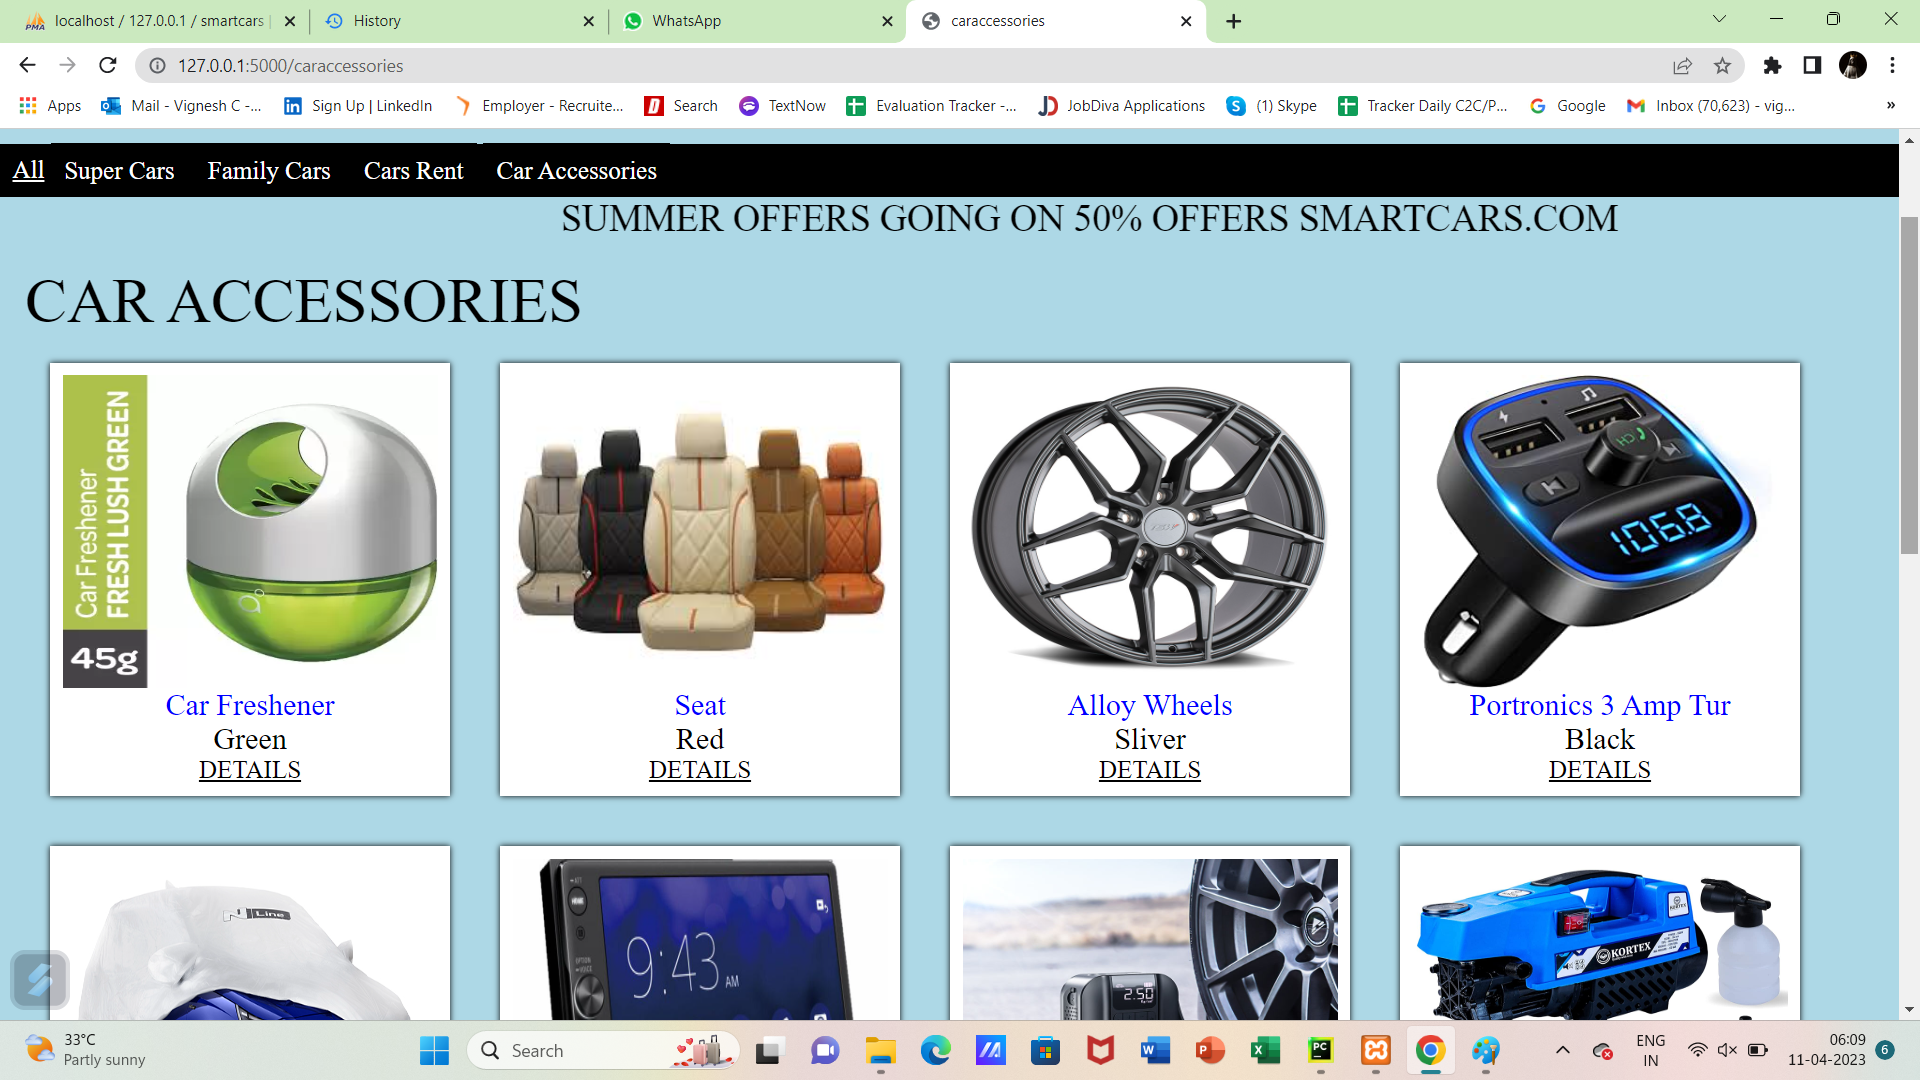 localhost / 127.0.0.1 / smartcars |
History
WhatsApp
caraccessories
127.0.0.1:5000/caraccessories
Apps
Mail - Vignesh C -...
Sign Up | LinkedIn
Employer - Recruite...
Search
TextNow
Evaluation Tracker -...
JobDiva Applications
(1) Skype
Tracker Daily C2C/P...
Google
Inbox (70,623) - vig...
»
All Super Cars Family Cars Cars Rent Car Accessories
SUMMER OFFERS GOING ON 50% OFFERS SMARTCARS.COM
CAR ACCESSORIES
Car Freshener
FRESH LUSH GREEN
45g
106.8
Car Freshener
Green
DETAILS
Seat
Red
DETAILS
Alloy Wheels
Sliver
DETAILS
Portronics 3 Amp Tur
Black
DETAILS
N Line
9:43 AM
2.50
KORTEX
33°C
Partly sunny
Search
ENG
IN
06:09
11-04-2023
6